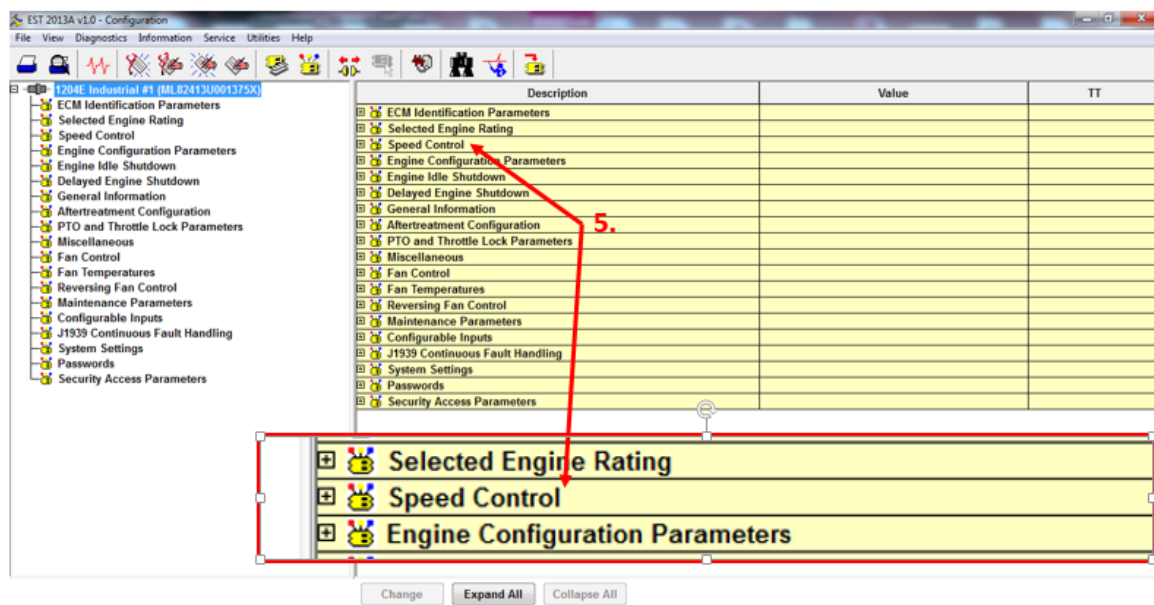 EST 2013A v1.0 - Configuration
File View Diagnostics Information Service Utilities Help
1204E Industrial #1 (ML82413U001375X)
ECM Identification Parameters
Selected Engine Rating
Speed Control
Engine Configuration Parameters
Engine Idle Shutdown
Delayed Engine Shutdown
General Information
Aftertreatment Configuration
PTO and Throttle Lock Parameters
Miscellaneous
Fan Control
Fan Temperatures
Reversing Fan Control
Maintenance Parameters
Configurable Inputs
J1939 Continuous Fault Handling
System Settings
Passwords
Security Access Parameters
Description Value TT
ECM Identification Parameters
Selected Engine Rating
Speed Control
Engine Configuration Parameters
Engine Idle Shutdown
Delayed Engine Shutdown
General Information
Aftertreatment Configuration
5.
PTO and Throttle Lock Parameters
Miscellaneous
Fan Control
Fan Temperatures
Reversing Fan Control
Maintenance Parameters
Configurable Inputs
J1939 Continuous Fault Handling
System Settings
Passwords
Security Access Parameters
Selected Engine Rating
Speed Control
Engine Configuration Parameters
Change Expand All Collapse All